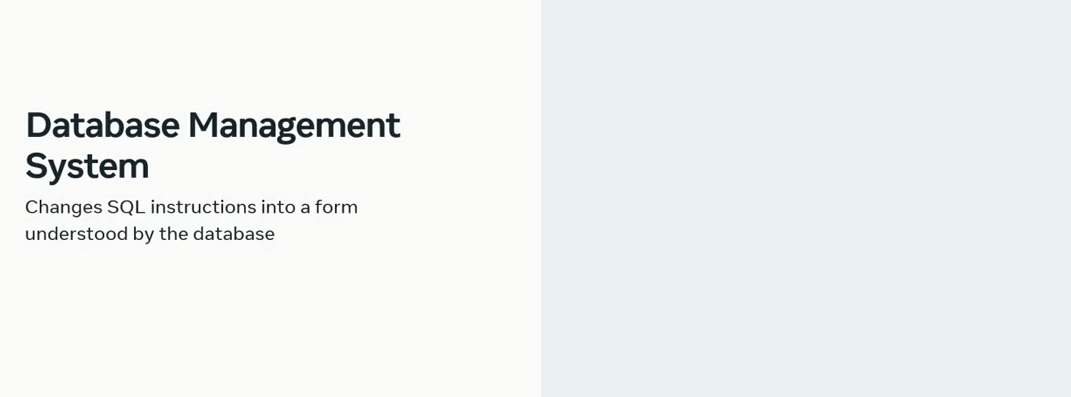 Database Management
System
Changes SQL instructions into a form
understood by the database